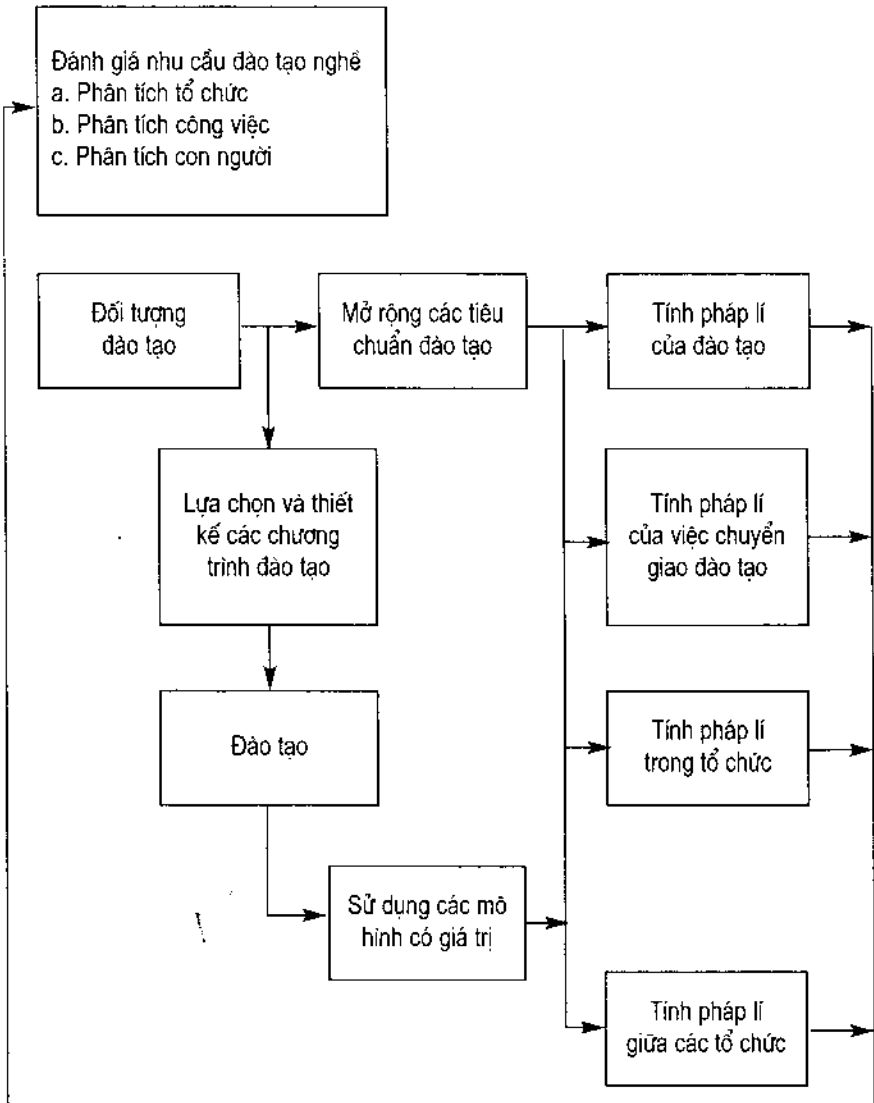 Đánh giá nhu cầu đào tạo nghề
a. Phân tích tổ chức
b. Phân tích công việc
c. Phân tích con người
Đối tượng
đào tạo
Mở rộng các tiêu
chuẩn đào tạo
Tính pháp lí
của đào tạo
Lựa chọn và thiết
kế các chương
trình đào tạo
Tính pháp lí
của việc chuyển
giao đào tạo
Đào tạo
Tính pháp lí
trong tổ chức
Sử dụng các mô
hình có giá trị
Tính pháp lí
giữa các tổ chức